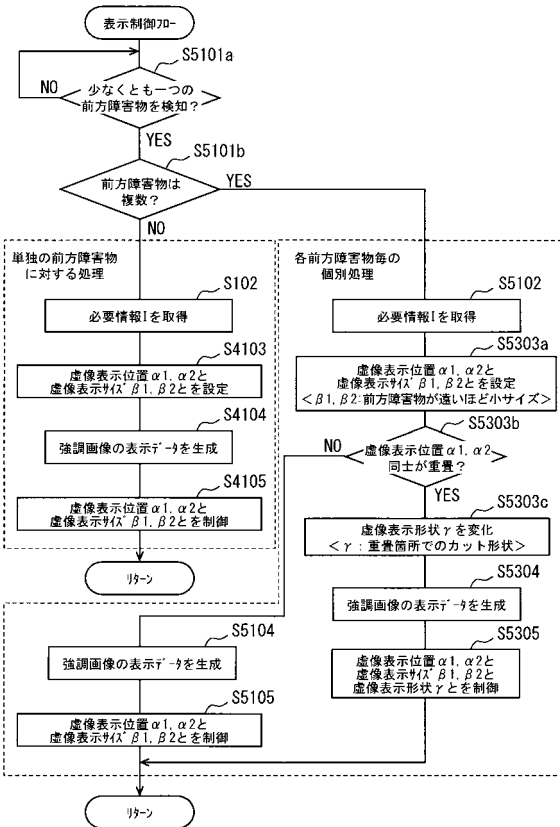 表示制御フロー
S5101a
少なくとも一つの
前方障害物を検知？
NO
YES
S5101b
前方障害物は
複数？
YES
NO
単独の前方障害物
に対する処理
S102
必要情報Iを取得
S4103
虚像表示位置α1, α2と
虚像表示サイズβ1, β2とを設定
S4104
強調画像の表示データを生成
S4105
虚像表示位置α1, α2と
虚像表示サイズβ1, β2とを制御
リターン
各前方障害物毎の
個別処理
S5102
必要情報Iを取得
S5303a
虚像表示位置α1, α2と
虚像表示サイズβ1, β2とを設定
<β1, β2:前方障害物が遠いほど小サイズ>
S5303b
虚像表示位置α1, α2
同士が重畳？
NO
YES
S5303c
虚像表示形状γを変化
<γ：重畳箇所でのカット形状>
S5304
強調画像の表示データを生成
S5305
虚像表示位置α1, α2と
虚像表示サイズβ1, β2と
虚像表示形状γとを制御
S5104
強調画像の表示データを生成
S5105
虚像表示位置α1, α2と
虚像表示サイズβ1, β2とを制御
リターン